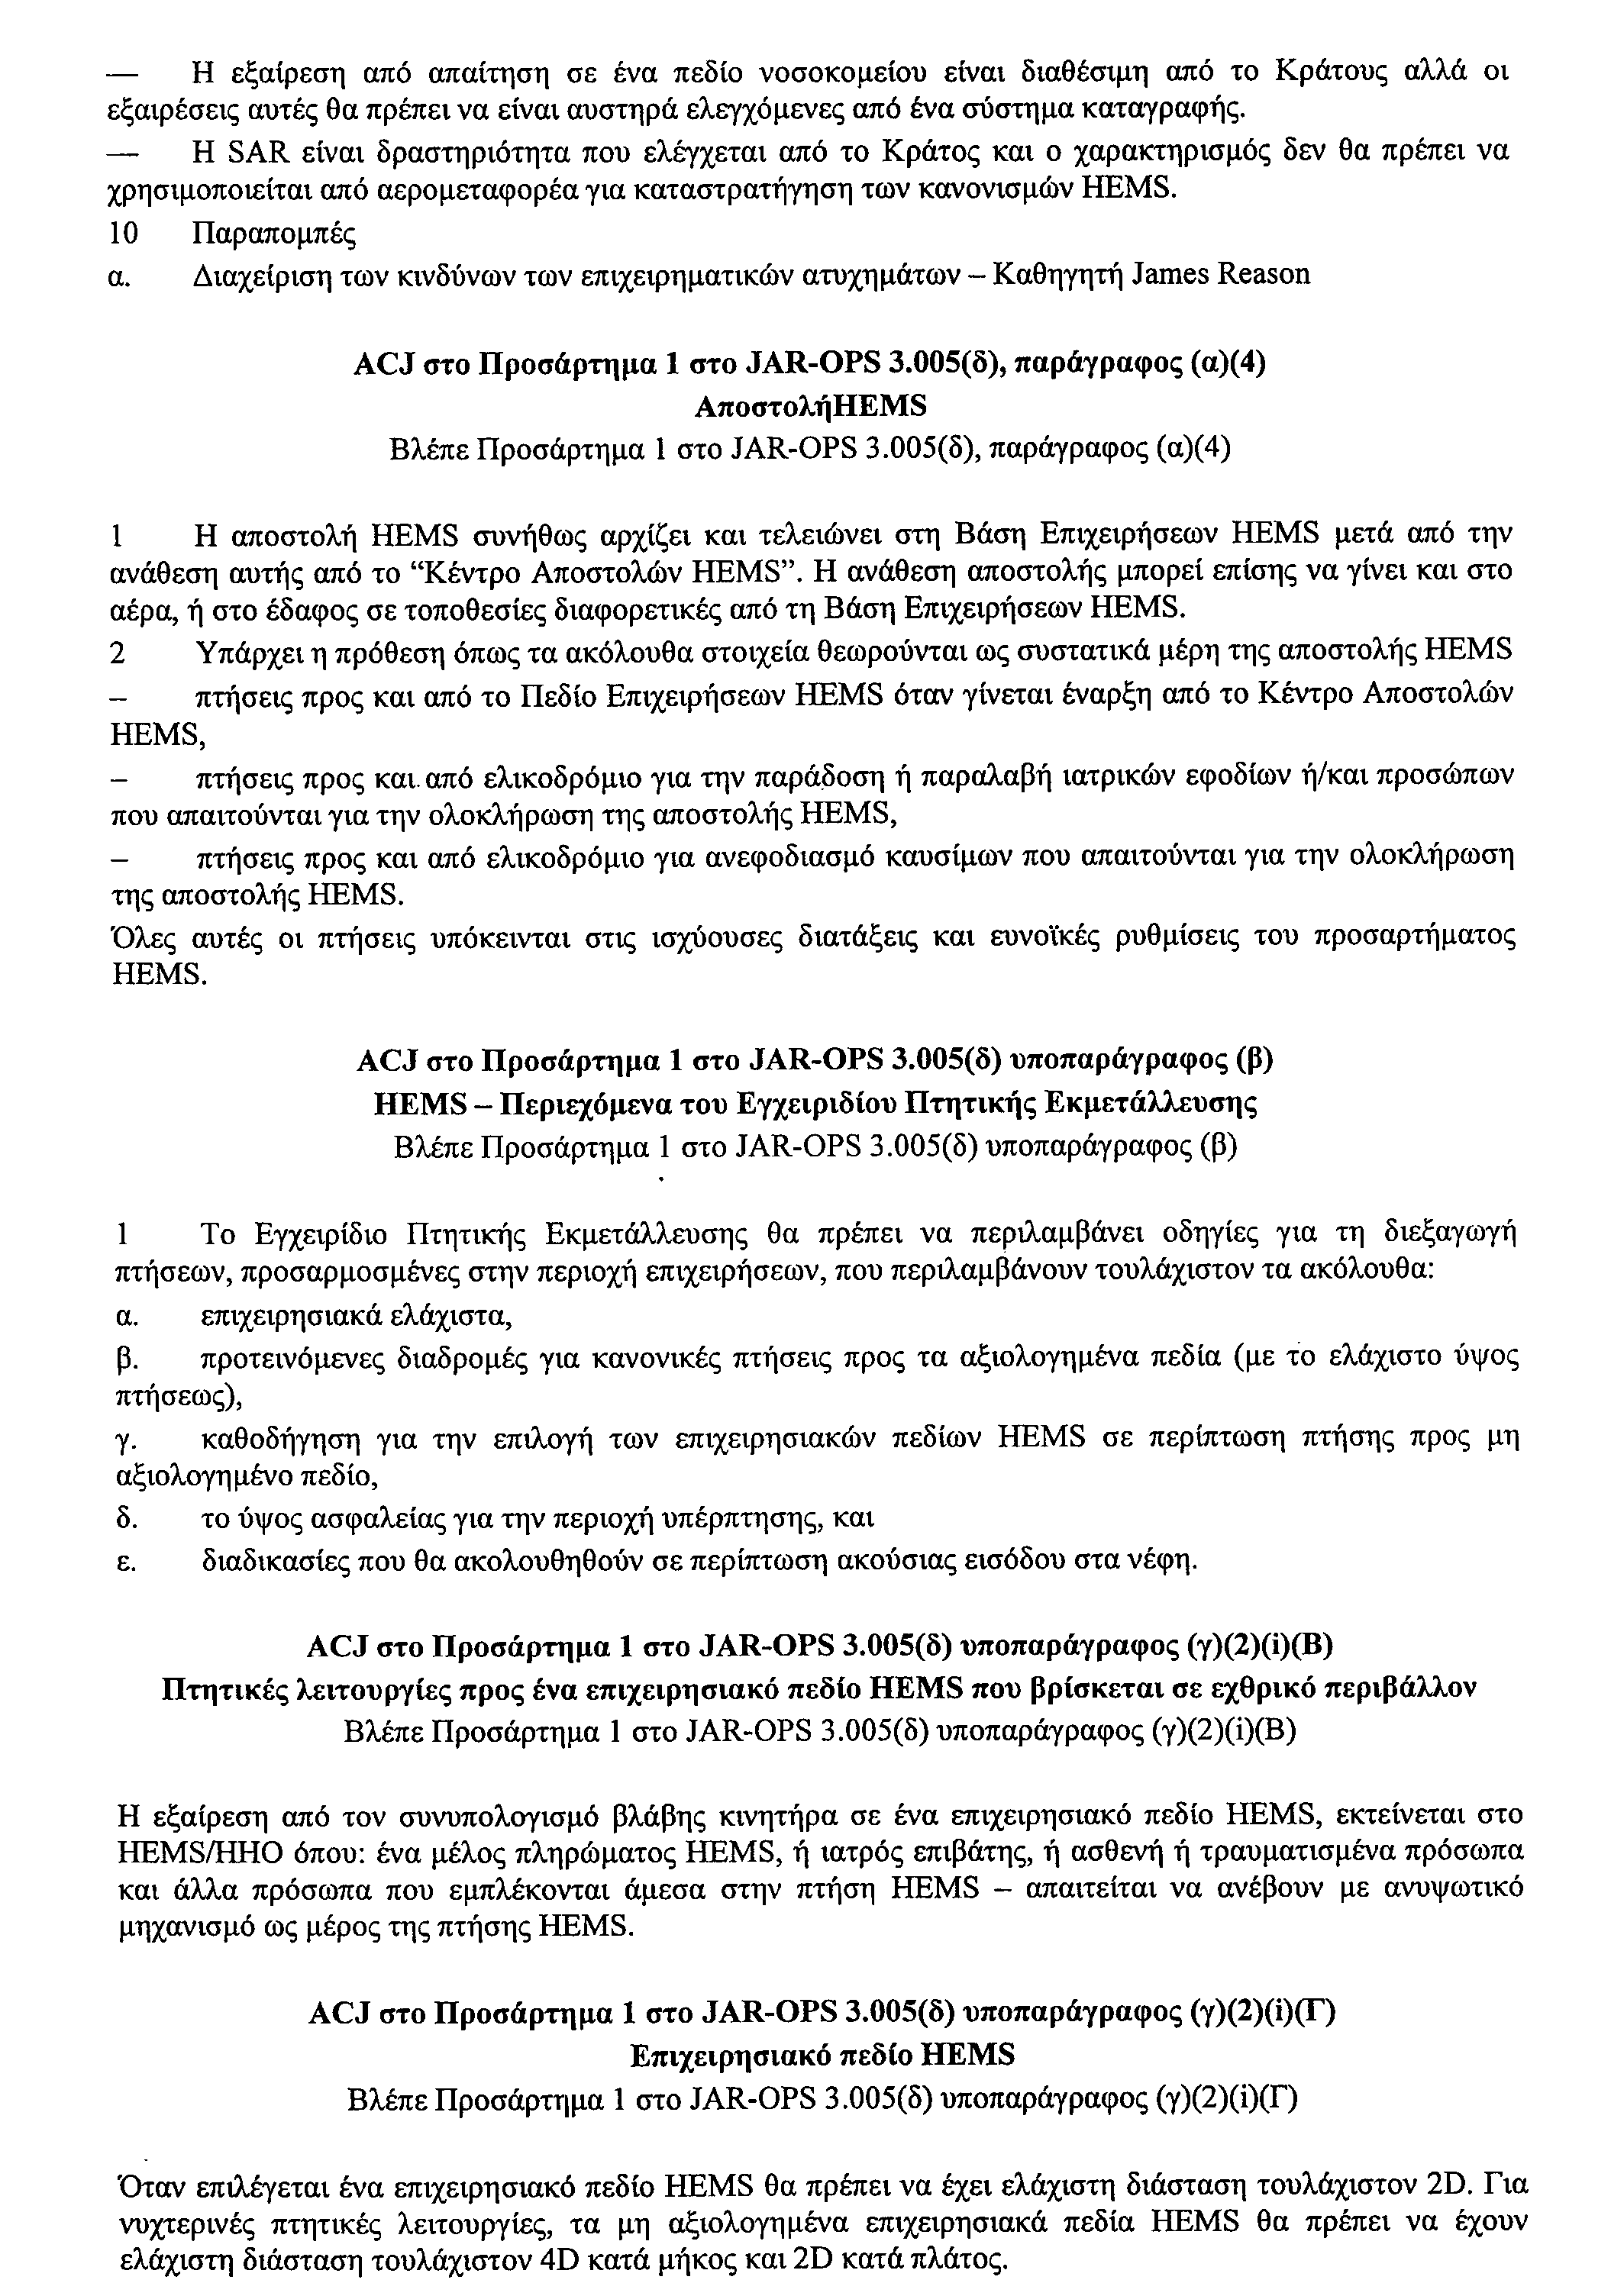 — Η εξαίρεση από απαίτηση σε ένα πεδίο νοσοκομείου είναι διαθέσιμη από το Κράτους αλλά οι
εξαιρέσεις αυτές θα πρέπει να είναι αυστηρά ελεγχόμενες από ένα σύστημα καταγραφής.
— Η SAR είναι δραστηριότητα που ελέγχεται από το Κράτος και ο χαρακτηρισμός δεν θα πρέπει να
χρησιμοποιείται από αερομεταφορέα για καταστρατήγηση των κανονισμών HEMS.
10 Παραπομπές
α. Διαχείριση των κινδύνων των επιχειρηματικών ατυχημάτων – Καθηγητή James Reason
ACJ στο Προσάρτημα 1 στο JAR-OPS 3.005(δ), παράγραφος (α)(4)
ΑποστολήHEMS
Βλέπε Προσάρτημα 1 στο JAR-OPS 3.005(δ), παράγραφος (α)(4)
1 Η αποστολή HEMS συνήθως αρχίζει και τελειώνει στη Βάση Επιχειρήσεων HEMS μετά από την
ανάθεση αυτής από το “Κέντρο Αποστολών HEMS”. Η ανάθεση αποστολής μπορεί επίσης να γίνει και στο
αέρα, ή στο έδαφος σε τοποθεσίες διαφορετικές από τη Βάση Επιχειρήσεων HEMS.
2 Υπάρχει η πρόθεση όπως τα ακόλουθα στοιχεία θεωρούνται ως συστατικά μέρη της αποστολής HEMS
– πτήσεις προς και από το Πεδίο Επιχειρήσεων HEMS όταν γίνεται έναρξη από το Κέντρο Αποστολών
HEMS,
– πτήσεις προς και από ελικοδρόμιο για την παράδοση ή παραλαβή ιατρικών εφοδίων ή/και προσώπων
που απαιτούνται για την ολοκλήρωση της αποστολής HEMS,
– πτήσεις προς και από ελικοδρόμιο για ανεφοδιασμό καυσίμων που απαιτούνται για την ολοκλήρωση
της αποστολής HEMS.
Όλες αυτές οι πτήσεις υπόκεινται στις ισχύουσες διατάξεις και ευνοϊκές ρυθμίσεις του προσαρτήματος
HEMS.
ACJ στο Προσάρτημα 1 στο JAR-OPS 3.005(δ) υποπαράγραφος (β)
HEMS – Περιεχόμενα του Εγχειριδίου Πτητικής Εκμετάλλευσης
Βλέπε Προσάρτημα 1 στο JAR-OPS 3.005(δ) υποπαράγραφος (β)
1 Το Εγχειρίδιο Πτητικής Εκμετάλλευσης θα πρέπει να περιλαμβάνει οδηγίες για τη διεξαγωγή
πτήσεων, προσαρμοσμένες στην περιοχή επιχειρήσεων, που περιλαμβάνουν τουλάχιστον τα ακόλουθα:
α. επιχειρησιακά ελάχιστα,
β. προτεινόμενες διαδρομές για κανονικές πτήσεις προς τα αξιολογημένα πεδία (με το ελάχιστο ύψος
πτήσεως),
γ. καθοδήγηση για την επιλογή των επιχειρησιακών πεδίων HEMS σε περίπτωση πτήσης προς μη
αξιολογημένο πεδίο,
δ. το ύψος ασφαλείας για την περιοχή υπέρπτησης, και
ε. διαδικασίες που θα ακολουθηθούν σε περίπτωση ακούσιας εισόδου στα νέφη.
ACJ στο Προσάρτημα 1 στο JAR-OPS 3.005(δ) υποπαράγραφος (γ)(2)(i)(Β)
Πτητικές λειτουργίες προς ένα επιχειρησιακό πεδίο HEMS που βρίσκεται σε εχθρικό περιβάλλον
Βλέπε Προσάρτημα 1 στο JAR-OPS 3.005(δ) υποπαράγραφος (γ)(2)(i)(Β)
Η εξαίρεση από τον συνυπολογισμό βλάβης κινητήρα σε ένα επιχειρησιακό πεδίο HEMS, εκτείνεται στο
HEMS/HHO όπου: ένα μέλος πληρώματος HEMS, ή ιατρός επιβάτης, ή ασθενή ή τραυματισμένα πρόσωπα
και άλλα πρόσωπα που εμπλέκονται άμεσα στην πτήση HEMS – απαιτείται να ανέβουν με ανυψωτικό
μηχανισμό ως μέρος της πτήσης HEMS.
ACJ στο Προσάρτημα 1 στο JAR-OPS 3.005(δ) υποπαράγραφος (γ)(2)(i)(Γ)
Επιχειρησιακό πεδίο HEMS
Βλέπε Προσάρτημα 1 στο JAR-OPS 3.005(δ) υποπαράγραφος (γ)(2)(i)(Γ)
Όταν επιλέγεται ένα επιχειρησιακό πεδίο HEMS θα πρέπει να έχει ελάχιστη διάσταση τουλάχιστον 2D. Για
νυχτερινές πτητικές λειτουργίες, τα μη αξιολογημένα επιχειρησιακά πεδία HEMS θα πρέπει να έχουν
ελάχιστη διάσταση τουλάχιστον 4D κατά μήκος και 2D κατά πλάτος.